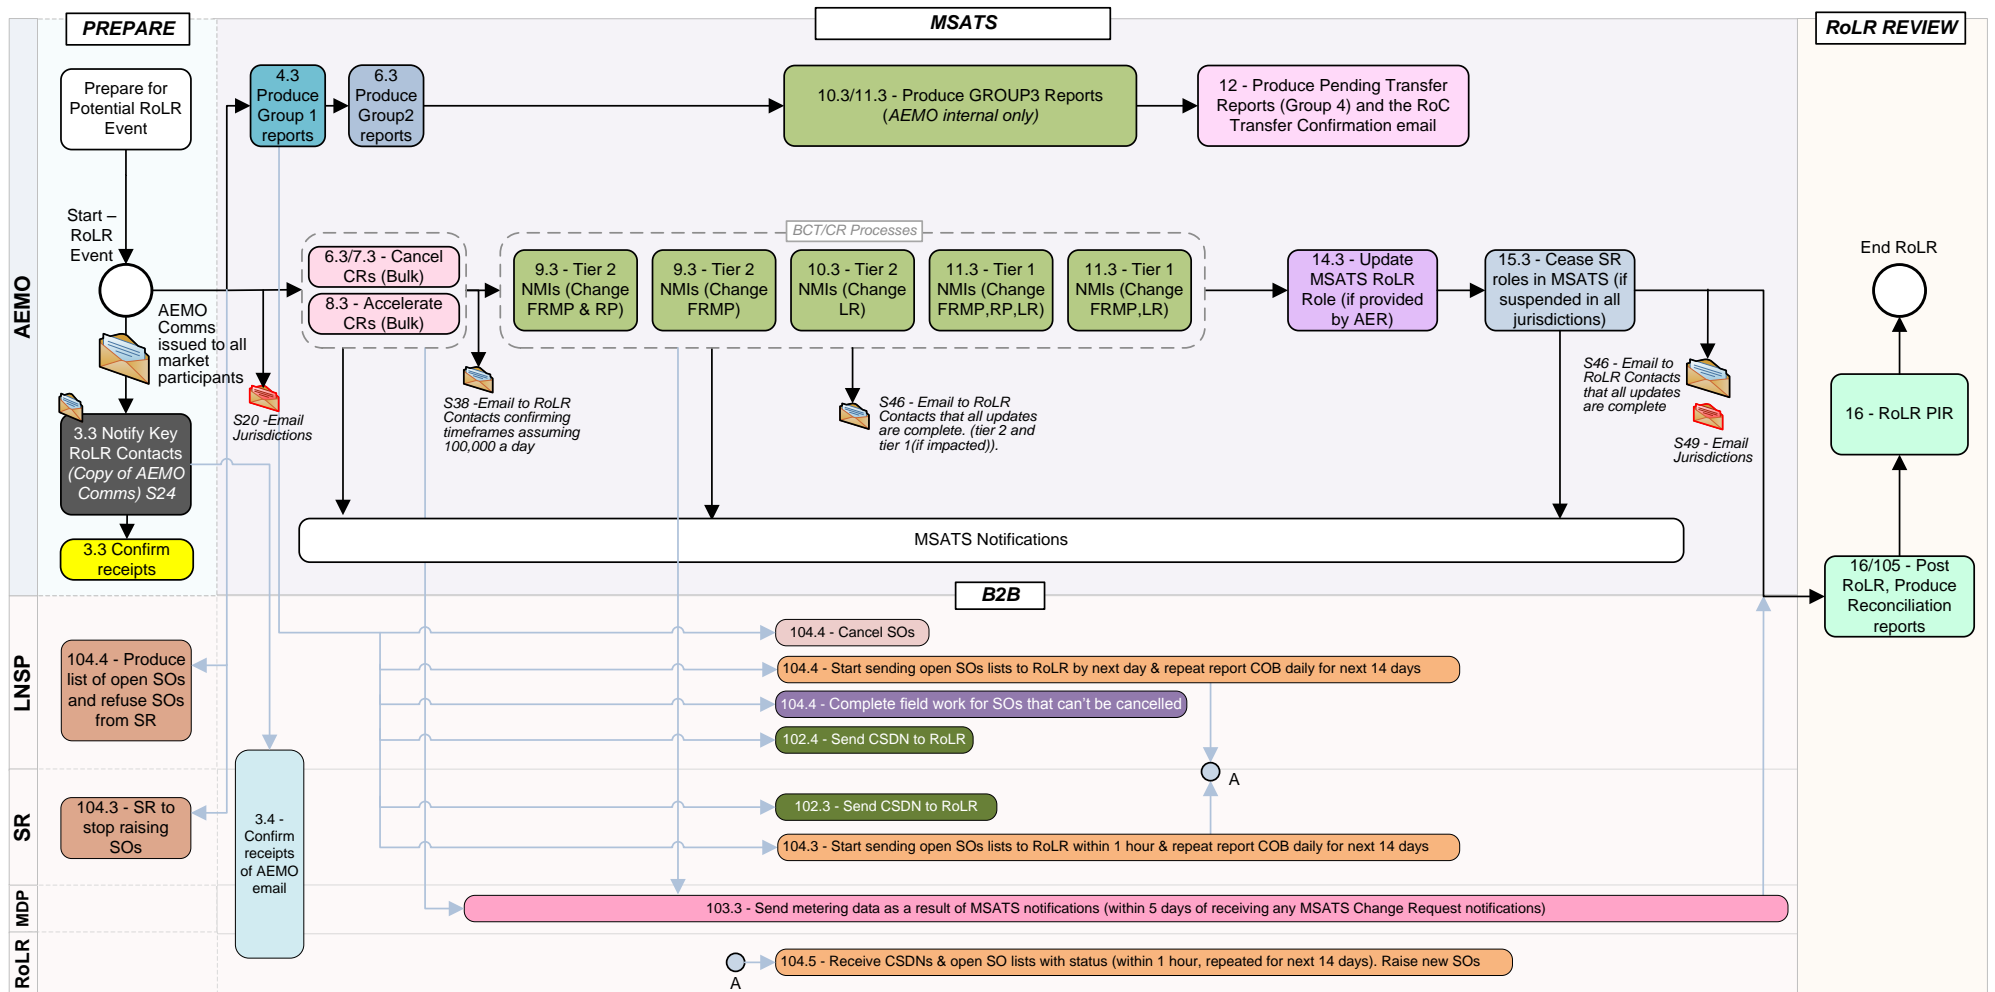 PREPARE
MSATS
RoLR REVIEW
AEMO
LNSP
SR
MDP
RoLR
Prepare for
Potential RoLR
Event
4.3
Produce
Group 1
reports
6.3
Produce
Group2
reports
10.3/11.3 - Produce GROUP3 Reports
(AEMO internal only)
12 - Produce Pending Transfer
Reports (Group 4) and the RoC
Transfer Confirmation email
Start –
RoLR
Event
AEMO
Comms
issued to all
market
participants
S20 -Email
Jurisdictions
3.3 Notify Key
RoLR Contacts
(Copy of AEMO
Comms) S24
3.3 Confirm
receipts
6.3/7.3 - Cancel
CRs (Bulk)
8.3 - Accelerate
CRs (Bulk)
S38 -Email to RoLR
Contacts confirming
timeframes assuming
100,000 a day
BCT/CR Processes
9.3 - Tier 2
NMIs (Change
FRMP & RP)
9.3 - Tier 2
NMIs (Change
FRMP)
10.3 - Tier 2
NMIs (Change
LR)
11.3 - Tier 1
NMIs (Change
FRMP,RP,LR)
11.3 - Tier 1
NMIs (Change
FRMP,LR)
S46 - Email to RoLR
Contacts that all updates
are complete. (tier 2 and
tier 1(if impacted)).
14.3 - Update
MSATS RoLR
Role (if provided
by AER)
15.3 - Cease SR
roles in MSATS (if
suspended in all
jurisdictions)
S46 - Email to
RoLR Contacts
that all updates
are complete
S49 - Email
Jurisdictions
End RoLR
16 - RoLR PIR
16/105 - Post
RoLR, Produce
Reconciliation
reports
MSATS Notifications
B2B
104.4 - Produce
list of open SOs
and refuse SOs
from SR
104.4 - Cancel SOs
104.4 - Start sending open SOs lists to RoLR by next day & repeat report COB daily for next 14 days
104.4 - Complete field work for SOs that can’t be cancelled
102.4 - Send CSDN to RoLR
A
104.3 - SR to
stop raising
SOs
3.4 -
Confirm
receipts
of AEMO
email
102.3 - Send CSDN to RoLR
104.3 - Start sending open SOs lists to RoLR within 1 hour & repeat report COB daily for next 14 days
103.3 - Send metering data as a result of MSATS notifications (within 5 days of receiving any MSATS Change Request notifications)
A
104.5 - Receive CSDNs & open SO lists with status (within 1 hour, repeated for next 14 days). Raise new SOs